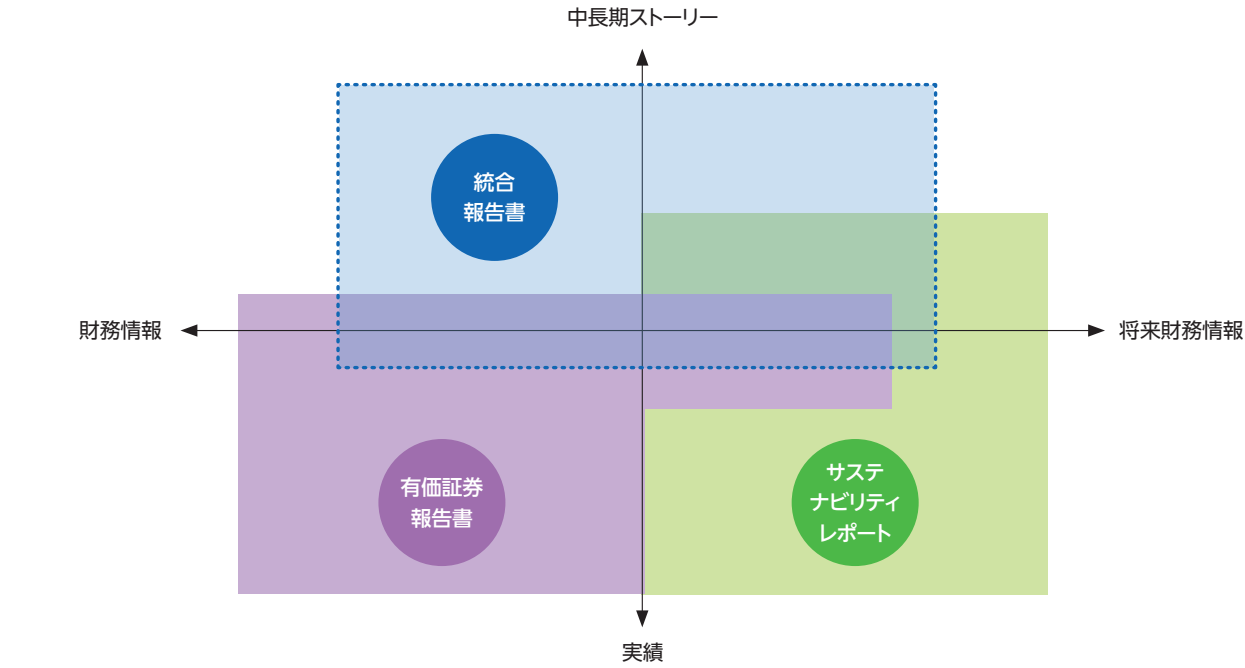 中長期ストーリー
統合
報告書
財務情報
将来財務情報
有価証券
報告書
サステ
ナビリティ
レポート
実績